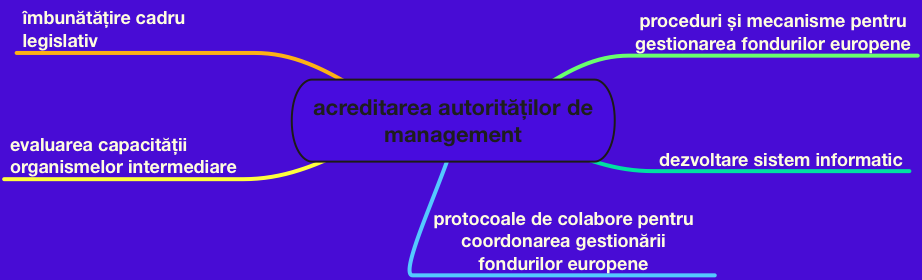 îmbunătățire cadru
legislativ
proceduri și mecanisme pentru
gestionarea fondurilor europene
acreditarea autorităților de
management
evaluarea capacității
organismelor intermediare
dezvoltare sistem informatic
protocoale de colabore pentru
coordonarea gestionării
fondurilor europene